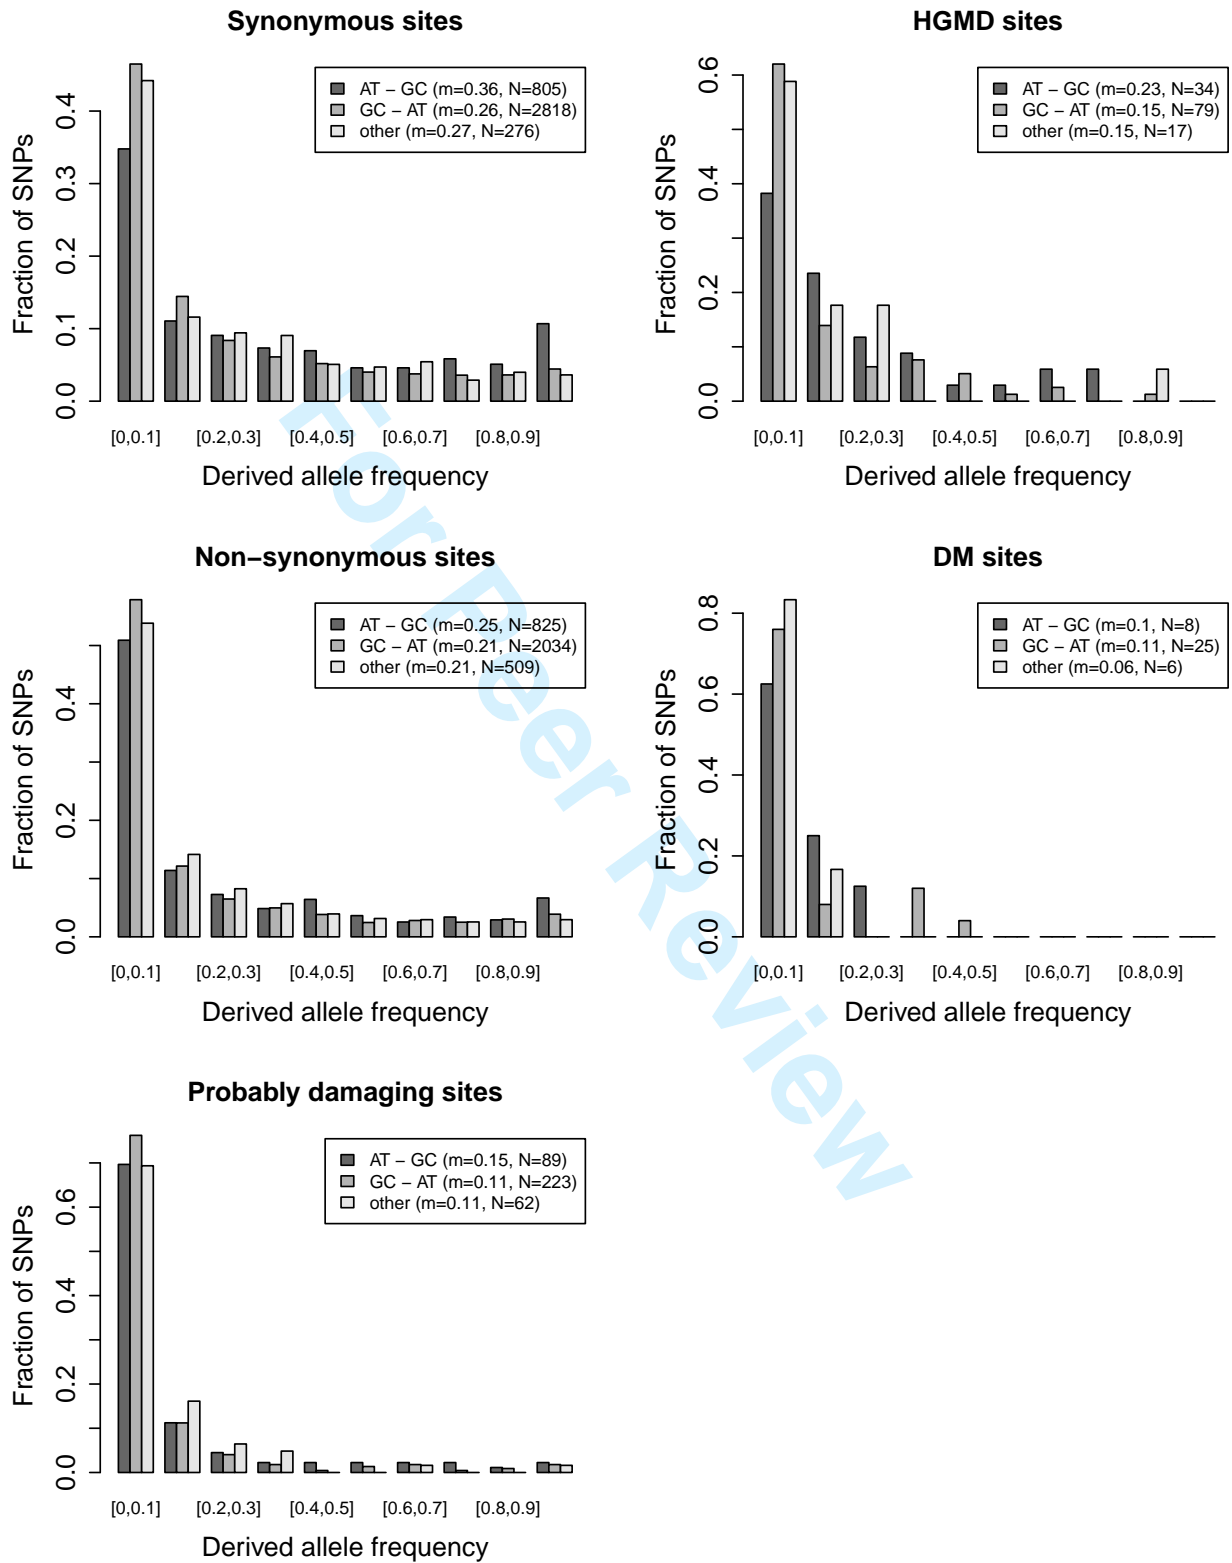 Synonymous sites
Fraction of SNPs
0.0
0.1
0.2
0.3
0.4
AT − GC (m=0.36, N=805)
GC − AT (m=0.26, N=2818)
other (m=0.27, N=276)
[0,0.1] [0.2,0.3] [0.4,0.5] [0.6,0.7] [0.8,0.9]
Derived allele frequency
HGMD sites
Fraction of SNPs
0.0
0.2
0.4
0.6
AT − GC (m=0.23, N=34)
GC − AT (m=0.15, N=79)
other (m=0.15, N=17)
[0,0.1] [0.2,0.3] [0.4,0.5] [0.6,0.7] [0.8,0.9]
Derived allele frequency
Non−synonymous sites
Fraction of SNPs
0.0
0.2
0.4
AT − GC (m=0.25, N=825)
GC − AT (m=0.21, N=2034)
other (m=0.21, N=509)
[0,0.1] [0.2,0.3] [0.4,0.5] [0.6,0.7] [0.8,0.9]
Derived allele frequency
DM sites
Fraction of SNPs
0.0
0.2
0.4
0.6
0.8
AT − GC (m=0.1, N=8)
GC − AT (m=0.11, N=25)
other (m=0.06, N=6)
[0,0.1] [0.2,0.3] [0.4,0.5] [0.6,0.7] [0.8,0.9]
Derived allele frequency
Probably damaging sites
Fraction of SNPs
0.0
0.2
0.4
0.6
AT − GC (m=0.15, N=89)
GC − AT (m=0.11, N=223)
other (m=0.11, N=62)
[0,0.1] [0.2,0.3] [0.4,0.5] [0.6,0.7] [0.8,0.9]
Derived allele frequency
For Peer Review